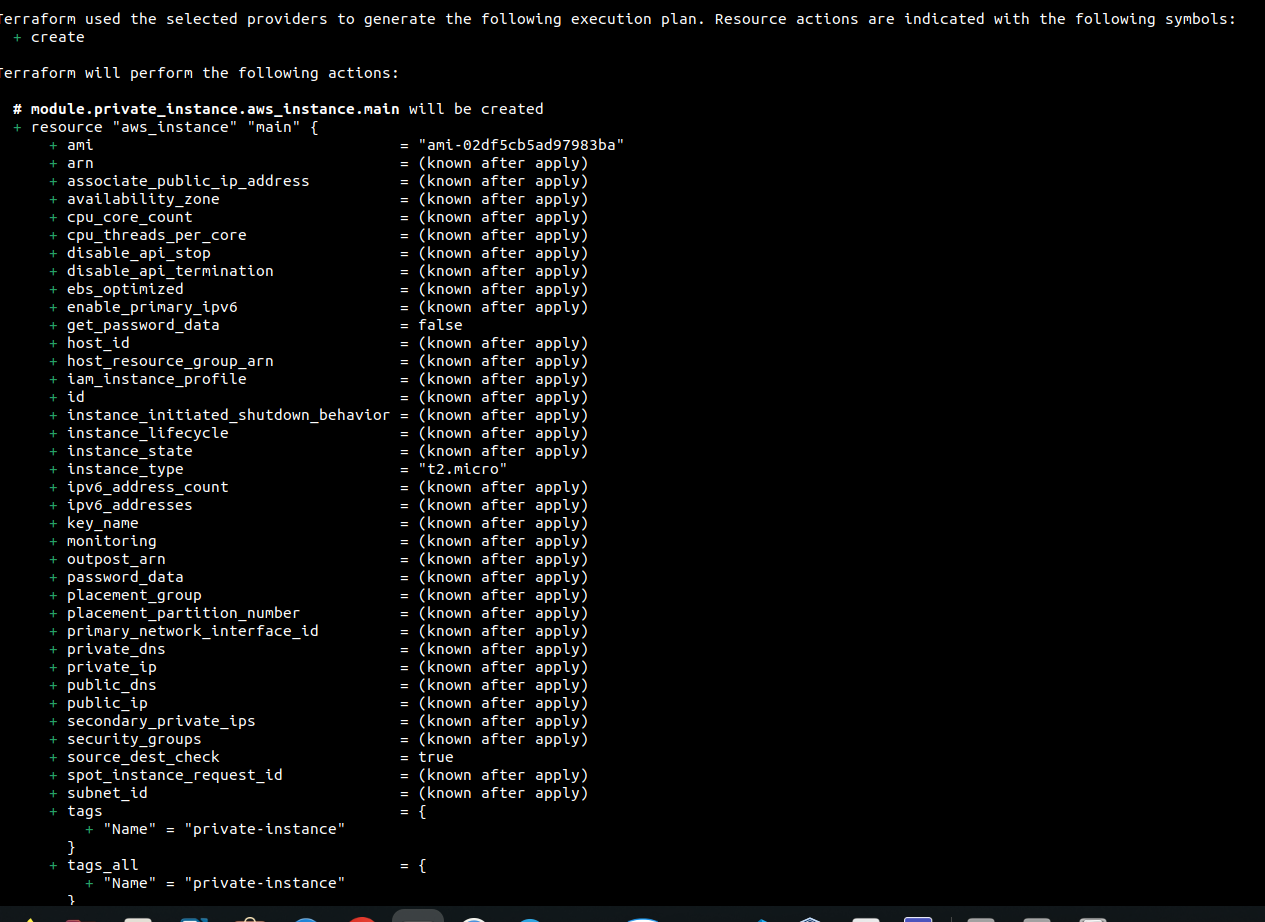 Terraform used the selected providers to generate the following execution plan. Resource actions are indicated with the following symbols:
+ create
Terraform will perform the following actions:
# module.private_instance.aws_instance.main will be created
+ resource "aws_instance" "main" {
+ ami = "ami-02df5cb5ad97983ba"
+ arn = (known after apply)
+ associate_public_ip_address = (known after apply)
+ availability_zone = (known after apply)
+ cpu_core_count = (known after apply)
+ cpu_threads_per_core = (known after apply)
+ disable_api_stop = (known after apply)
+ disable_api_termination = (known after apply)
+ ebs_optimized = (known after apply)
+ enable_primary_ipv6 = (known after apply)
+ get_password_data = false
+ host_id = (known after apply)
+ host_resource_group_arn = (known after apply)
+ iam_instance_profile = (known after apply)
+ id = (known after apply)
+ instance_initiated_shutdown_behavior = (known after apply)
+ instance_lifecycle = (known after apply)
+ instance_state = (known after apply)
+ instance_type = "t2.micro"
+ ipv6_address_count = (known after apply)
+ ipv6_addresses = (known after apply)
+ key_name = (known after apply)
+ monitoring = (known after apply)
+ outpost_arn = (known after apply)
+ password_data = (known after apply)
+ placement_group = (known after apply)
+ placement_partition_number = (known after apply)
+ primary_network_interface_id = (known after apply)
+ private_dns = (known after apply)
+ private_ip = (known after apply)
+ public_dns = (known after apply)
+ public_ip = (known after apply)
+ secondary_private_ips = (known after apply)
+ security_groups = (known after apply)
+ source_dest_check = true
+ spot_instance_request_id = (known after apply)
+ subnet_id = (known after apply)
+ tags = {
+ "Name" = "private-instance"
}
+ tags_all = {
+ "Name" = "private-instance"
}